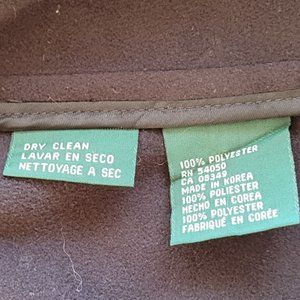 DRY CLEAN
LAVAR EN SECO
NETTOYAGE A SEC
100% POLYESTER
RN 54050
CA 05349
MADE IN KOREA
100% POLIESTER
HECHO EN COREA
100% POLYESTER
FABRIQUÉ EN CORÉE